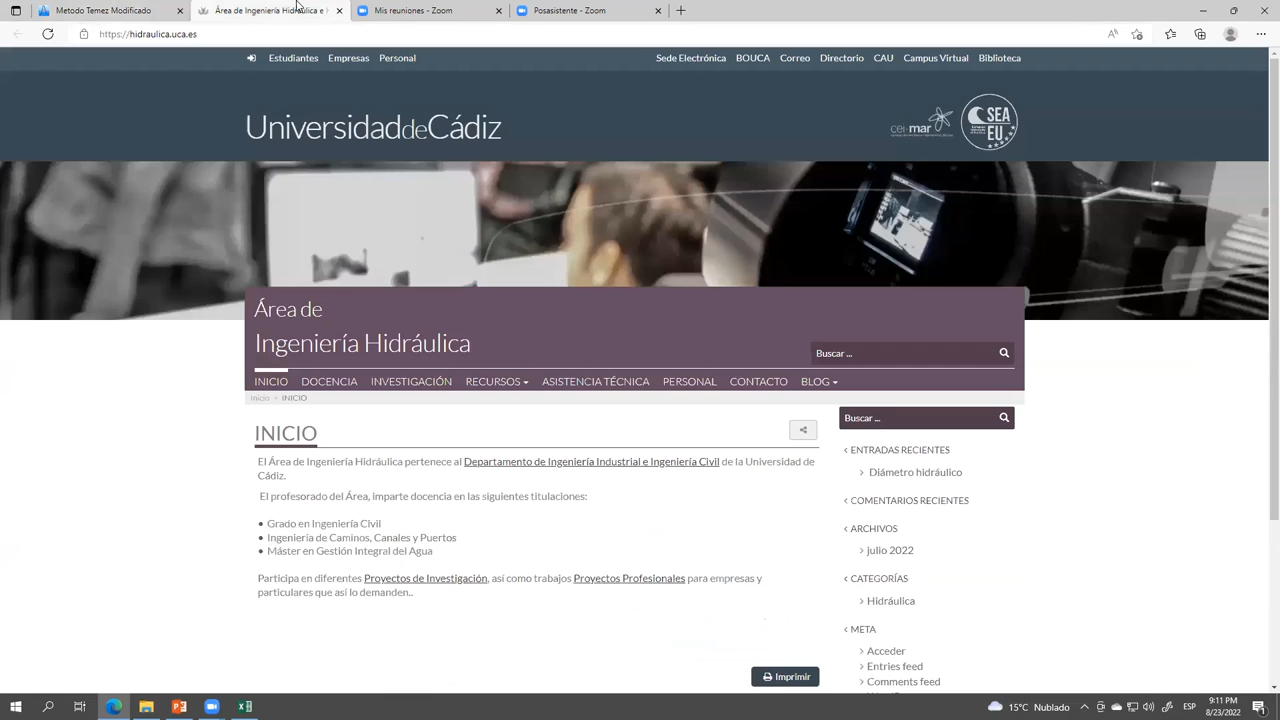 Metodo Temez Modificado
Área de Ingeniería Hidráulica e I
Mis reuniones - Zoom
Posasistente - Zoom
https://hidraulica.uca.es
Estudiantes Empresas Personal
Sede Electrónica BOUCA Correo Directorio CAU Campus Virtual Biblioteca
UniversidaddeCádiz
cei·mar
SEA
EU
Área de
Ingeniería Hidráulica
Buscar ...
INICIO DOCENCIA INVESTIGACIÓN RECURSOS ASISTENCIA TÉCNICA PERSONAL CONTACTO BLOG
Inicio » INICIO
INICIO
El Área de Ingeniería Hidráulica pertenece al Departamento de Ingeniería Industrial e Ingeniería Civil de la Universidad de
Cádiz.
El profesorado del Área, imparte docencia en las siguientes titulaciones:
• Grado en Ingeniería Civil
• Ingeniería de Caminos, Canales y Puertos
• Máster en Gestión Integral del Agua
Participa en diferentes Proyectos de Investigación, así como trabajos Proyectos Profesionales para empresas y
particulares que así lo demanden..
Imprimir
Buscar ...
ENTRADAS RECIENTES
Diámetro hidráulico
COMENTARIOS RECIENTES
ARCHIVOS
julio 2022
CATEGORÍAS
Hidráulica
META
Acceder
Entries feed
Comments feed
15°C Nublado
ESP
9:11 PM
8/23/2022